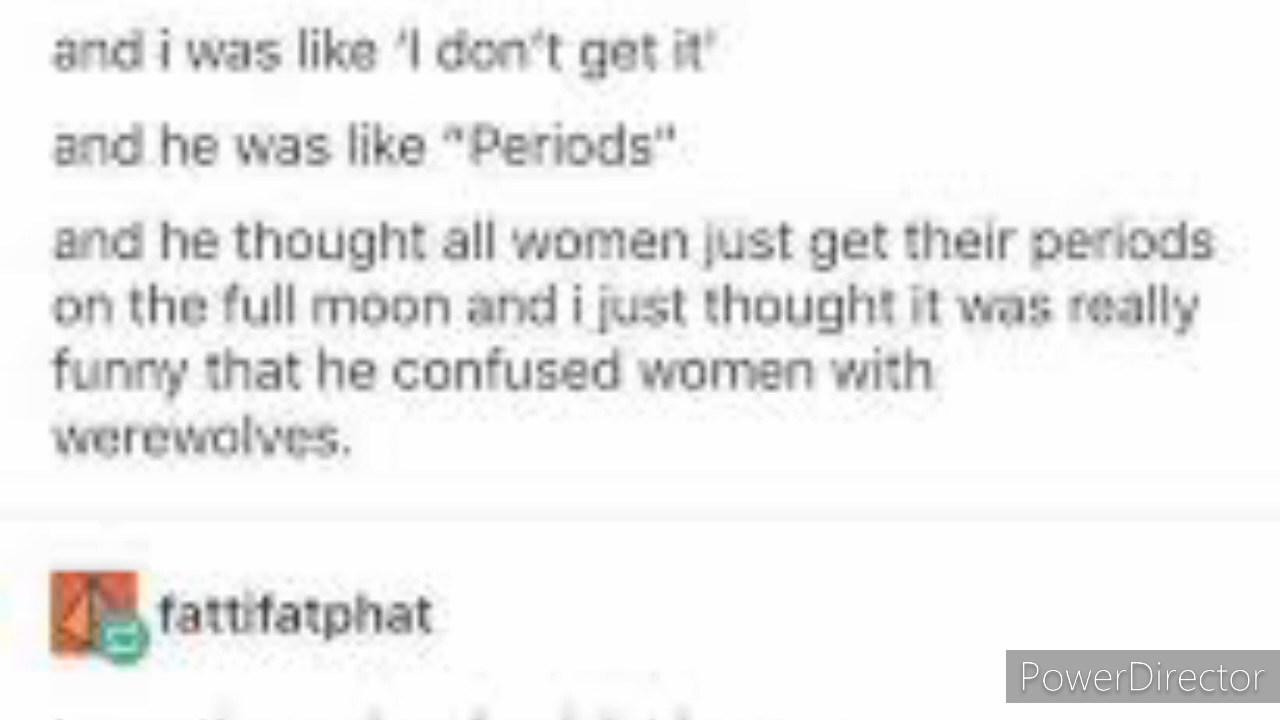 and i was like 'I don't get it'
and he was like "Periods"
and he thought all women just get their periods
on the full moon and i just thought it was really
funny that he confused women with
werewolves.
fattifatphat
PowerDirector